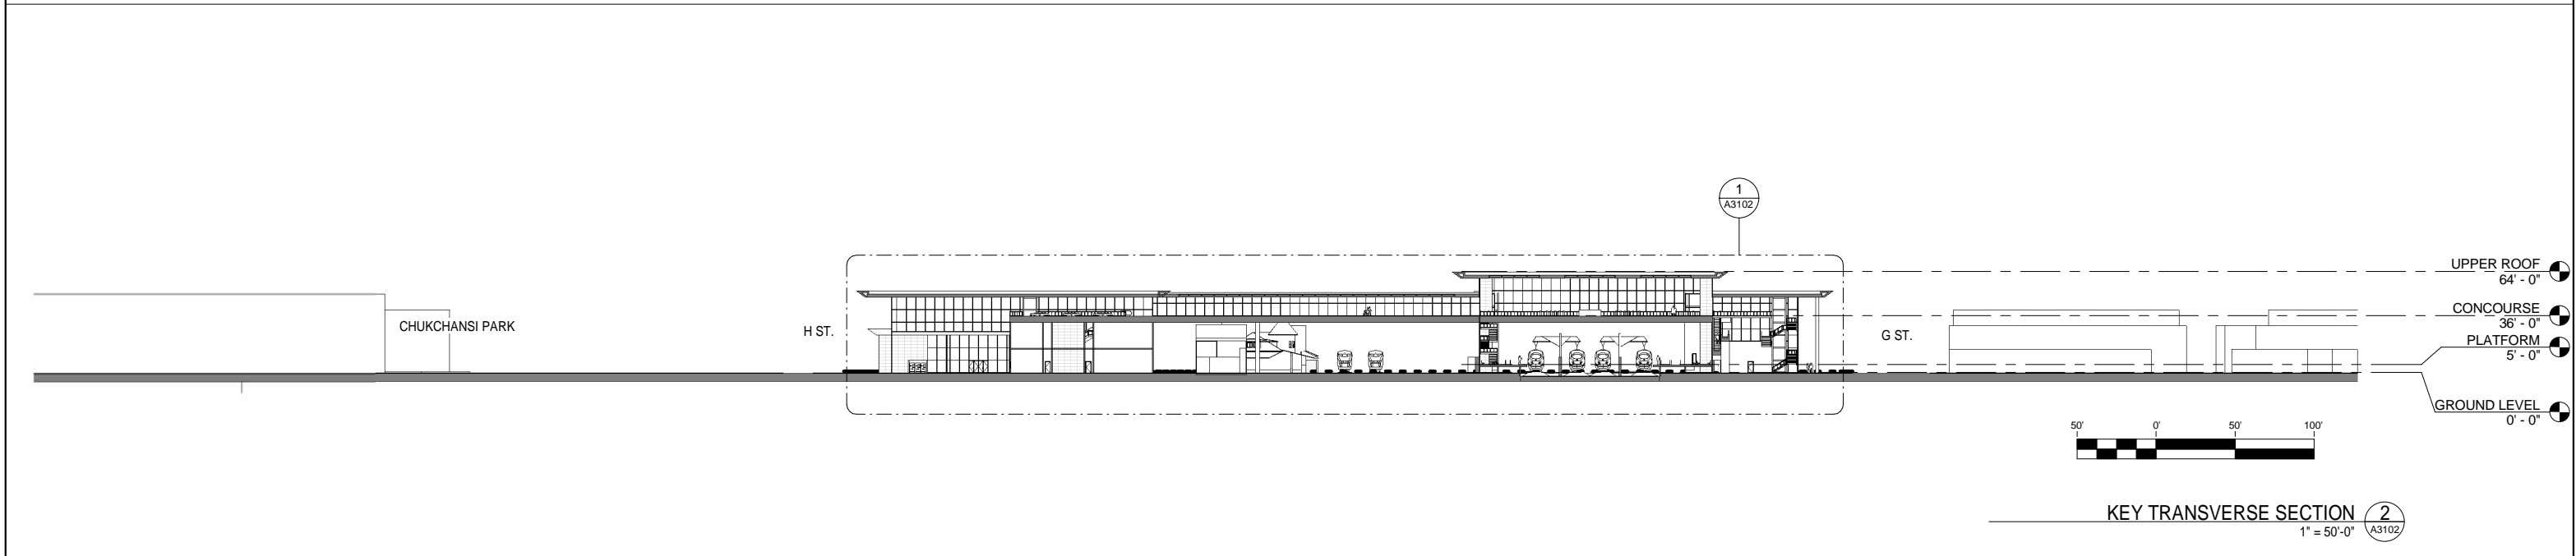 1
A3102
UPPER ROOF
64' - 0"
CONCOURSE
36' - 0"
CHUKCHANSI PARK
H ST.
G ST.
PLATFORM
5' - 0"
GROUND LEVEL
0' - 0"
50' 0' 50' 100'
KEY TRANSVERSE SECTION
1" = 50'-0"
2
A3102